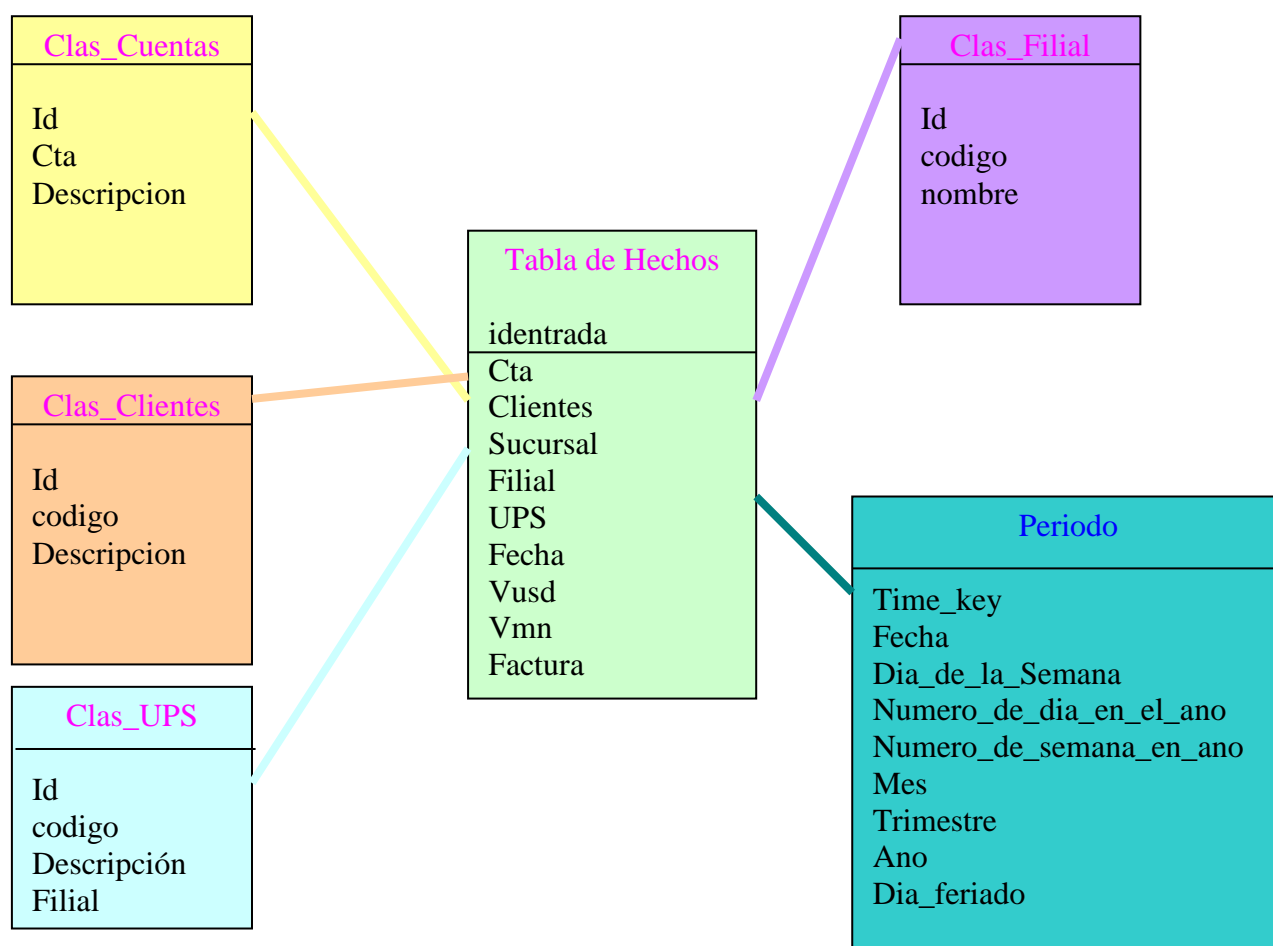 Clas_Cuentas
Id
Cta
Descripcion
Clas_Filial
Id
codigo
nombre
Tabla de Hechos
identrada
Cta
Clientes
Sucursal
Filial
UPS
Fecha
Vusd
Vmn
Factura
Clas_Clientes
Id
codigo
Descripcion
Periodo
Time_key
Fecha
Dia_de_la_Semana
Numero_de_dia_en_el_ano
Numero_de_semana_en_ano
Mes
Trimestre
Ano
Dia_feriado
Clas_UPS
Id
codigo
Descripción
Filial